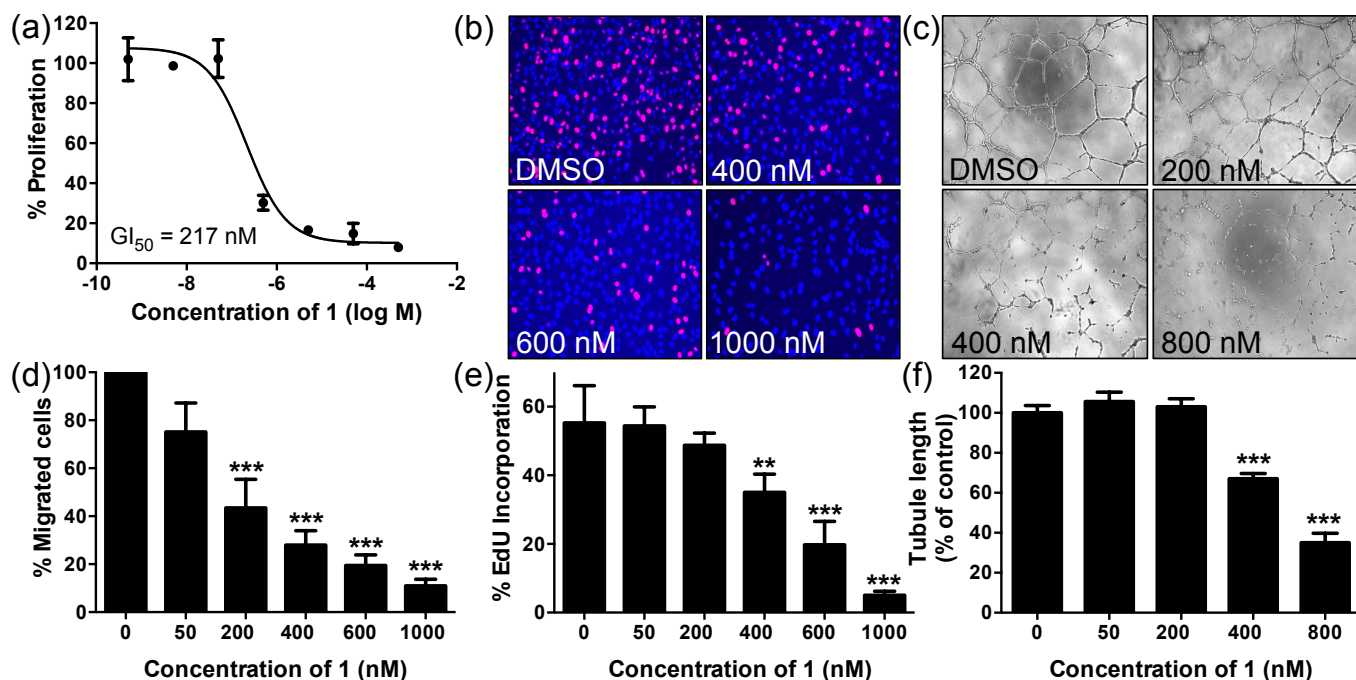 (a)
120
100
80
60
40
20
0
% Proliferation
GI50 = 217 nM
-10
-8
-6
-4
-2
Concentration of 1 (log M)
(b)
DMSO
400 nM
600 nM
1000 nM
(c)
DMSO
200 nM
400 nM
800 nM
(d)
100
80
60
40
20
0
% Migrated cells
***
***
***
***
0
50
200
400
600
1000
Concentration of 1 (nM)
(e)
60
40
20
0
% EdU Incorporation
**
***
***
0
50
200
400
600
1000
Concentration of 1 (nM)
(f)
120
100
80
60
40
20
0
Tubule length
(% of control)
***
***
0
50
200
400
800
Concentration of 1 (nM)